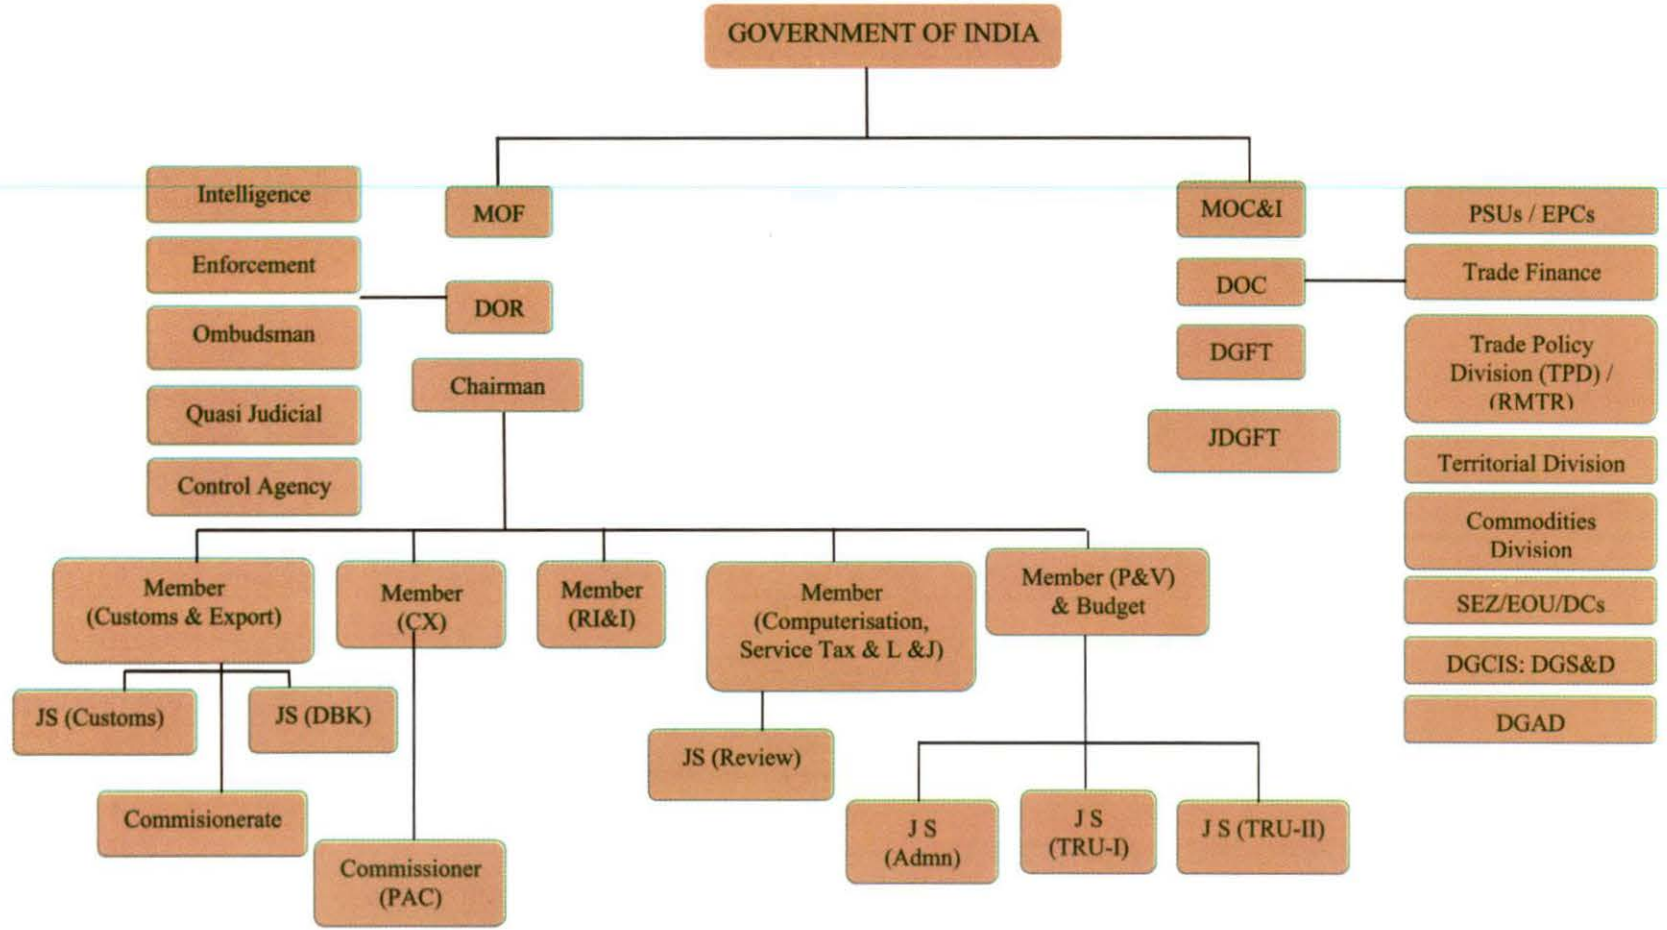 GOVERNMENT OF INDIA
Intelligence
Enforcement
Ombudsman
Quasi Judicial
Control Agency
MOF
DOR
Chairman
MOC&I
DOC
DGFT
JDGFT
PSUs / EPCs
Trade Finance
Trade Policy
Division (TPD) /
(RMTR)
Territorial Division
Commodities
Division
SEZ/EOU/DCs
DGCIS: DGS&D
DGAD
Member
(Customs & Export)
Member
(CX)
Member
(RI&I)
Member
(Computerisation,
Service Tax & L &J)
Member (P&V)
& Budget
JS (Customs)
JS (DBK)
Commisionerate
Commissioner
(PAC)
JS (Review)
J S
(Admn)
J S
(TRU-I)
J S (TRU-II)